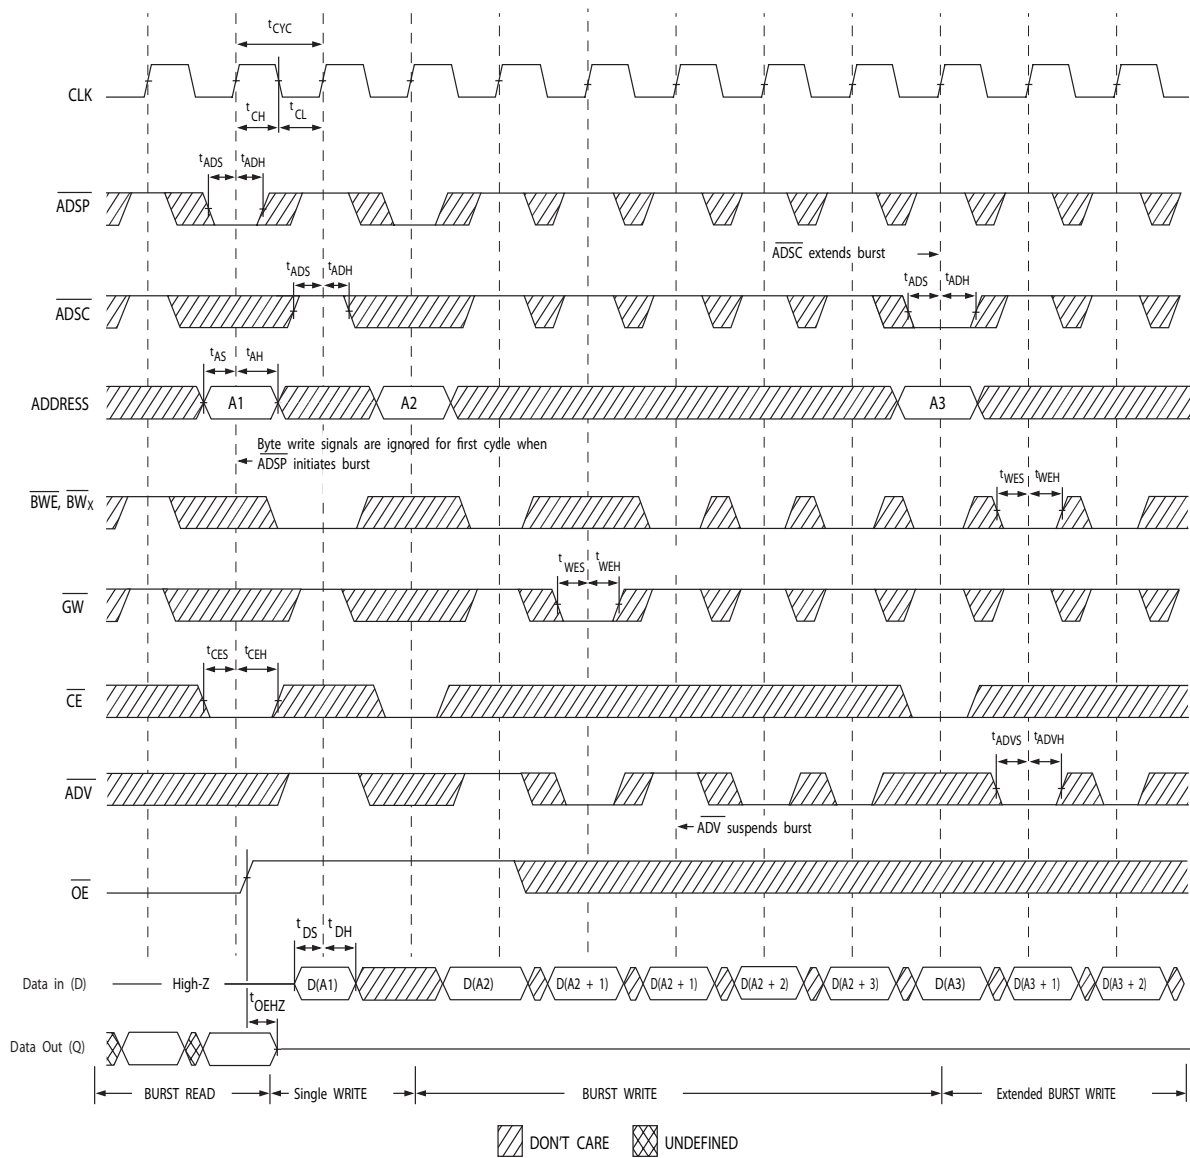 tCYC
CLK
tCH
tCL
tADS
tADH
ADSP
ADSC extends burst
tADS
tADH
tADS
tADH
ADSC
tAS
tAH
ADDRESS
A1
A2
A3
Byte write signals are ignored for first cycle when
ADSP initiates burst
BWE, BWX
tWES
tWEH
tWES
tWEH
GW
tCES
tCEH
CE
tADVS
tADVH
ADV
ADV suspends burst
OE
tDS
tDH
Data in (D)
High-Z
D(A1)
D(A2)
D(A2 + 1)
D(A2 + 1)
D(A2 + 2)
D(A2 + 3)
D(A3)
D(A3 + 1)
D(A3 + 2)
tOEHZ
Data Out (Q)
BURST READ
Single WRITE
BURST WRITE
Extended BURST WRITE
DON'T CARE
UNDEFINED